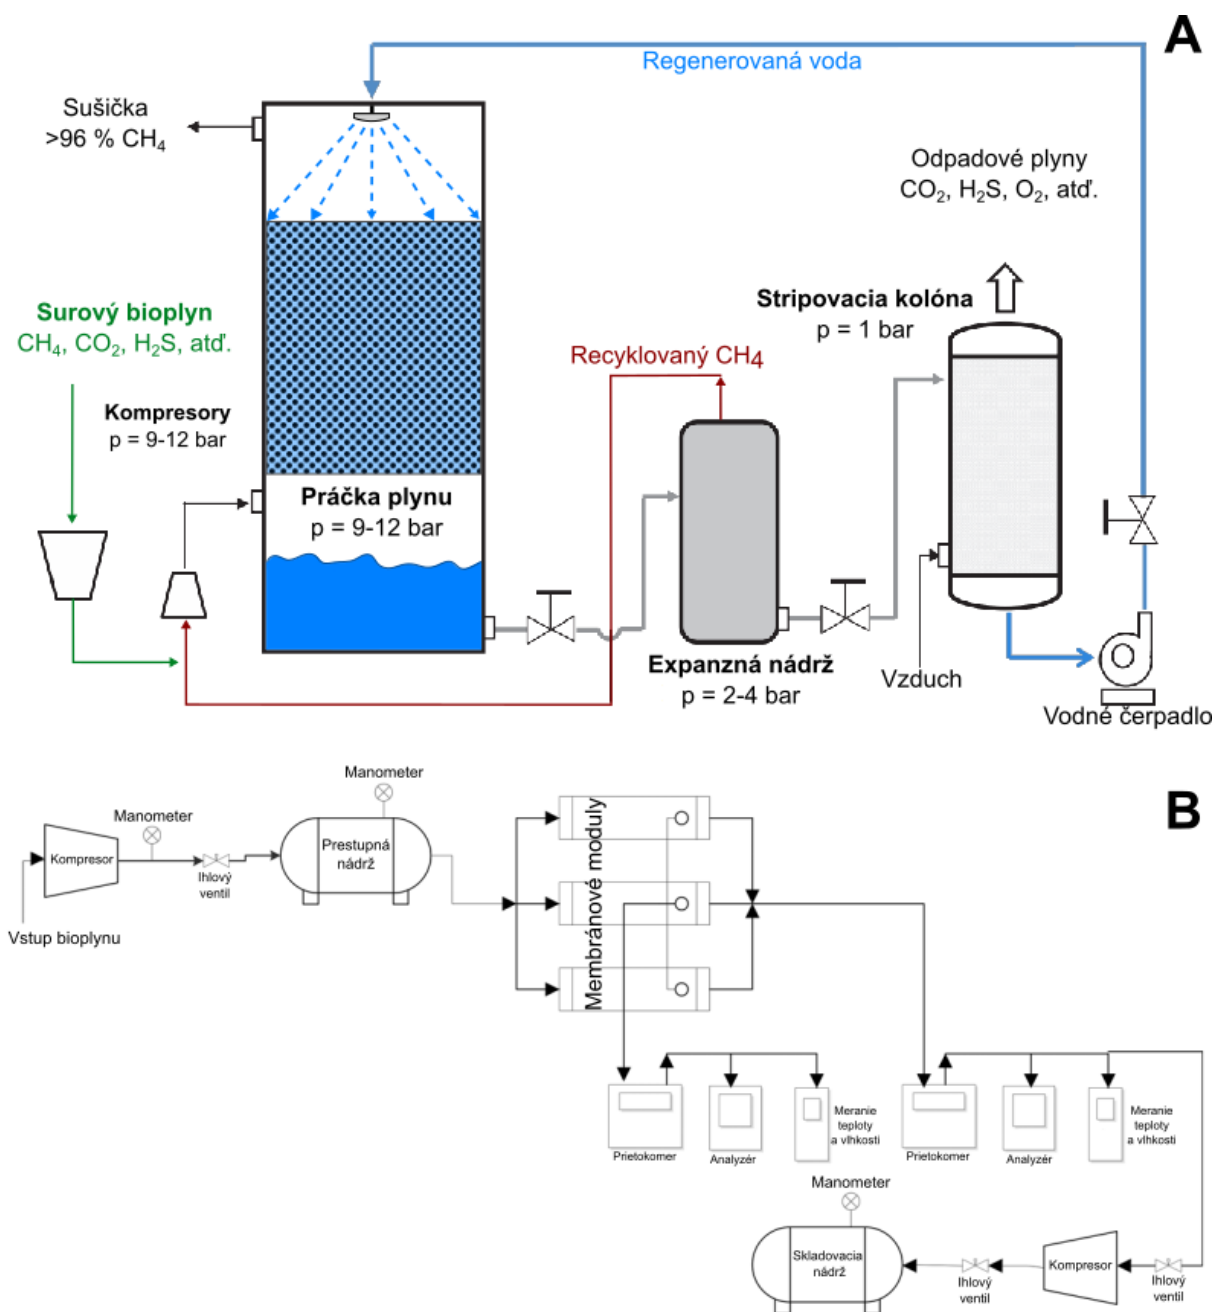 A
Regenerovaná voda
Sušička
>96 % CH₄
Odpadové plyny
CO₂, H₂S, O₂, atď.
Surový bioplyn
CH₄, CO₂, H₂S, atď.
Stripovacia kolóna
p = 1 bar
Recyklovaný CH4
Kompresory
p = 9-12 bar
Práčka plynu
p = 9-12 bar
Expanzná nádrž
p = 2-4 bar
Vzduch
Vodné čerpadlo
B
Manometer
Manometer
Kompresor
Ihlový
ventil
Prestupná
nádrž
Membránové moduly
Vstup bioplynu
Prietokomer
Analyzér
Meranie
teploty
a vlhkosti
Prietokomer
Analyzér
Meranie
teploty
a vlhkosti
Manometer
Skladovacia
nádrž
Ihlový
ventil
Kompresor
Ihlový
ventil